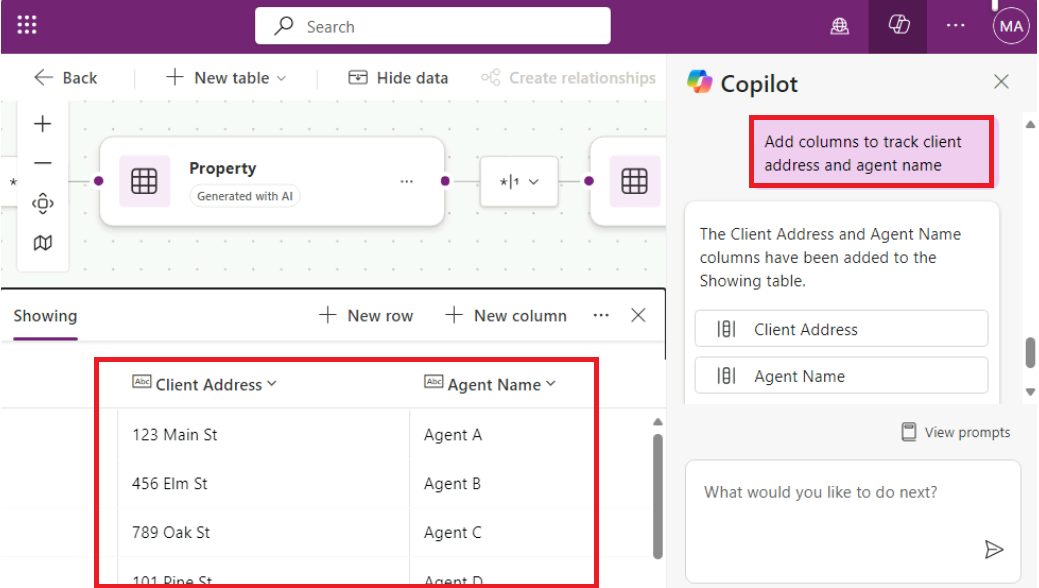 Search
MA
Back
New table
Hide data
Create relationships
Property
Generated with AI
*|1
Showing
New row
New column
Abc Client Address
Abc Agent Name
123 Main St
Agent A
456 Elm St
Agent B
789 Oak St
Agent C
101 Pine St
Agent D
Copilot
Add columns to track client
address and agent name
The Client Address and Agent Name
columns have been added to the
Showing table.
Client Address
Agent Name
View prompts
What would you like to do next?